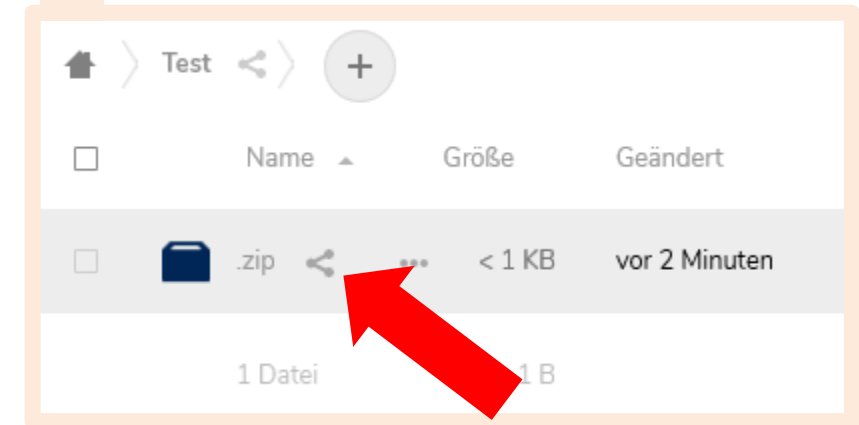 Test +
Name Größe Geändert
.zip ••• < 1 KB vor 2 Minuten
1 Datei 1 B